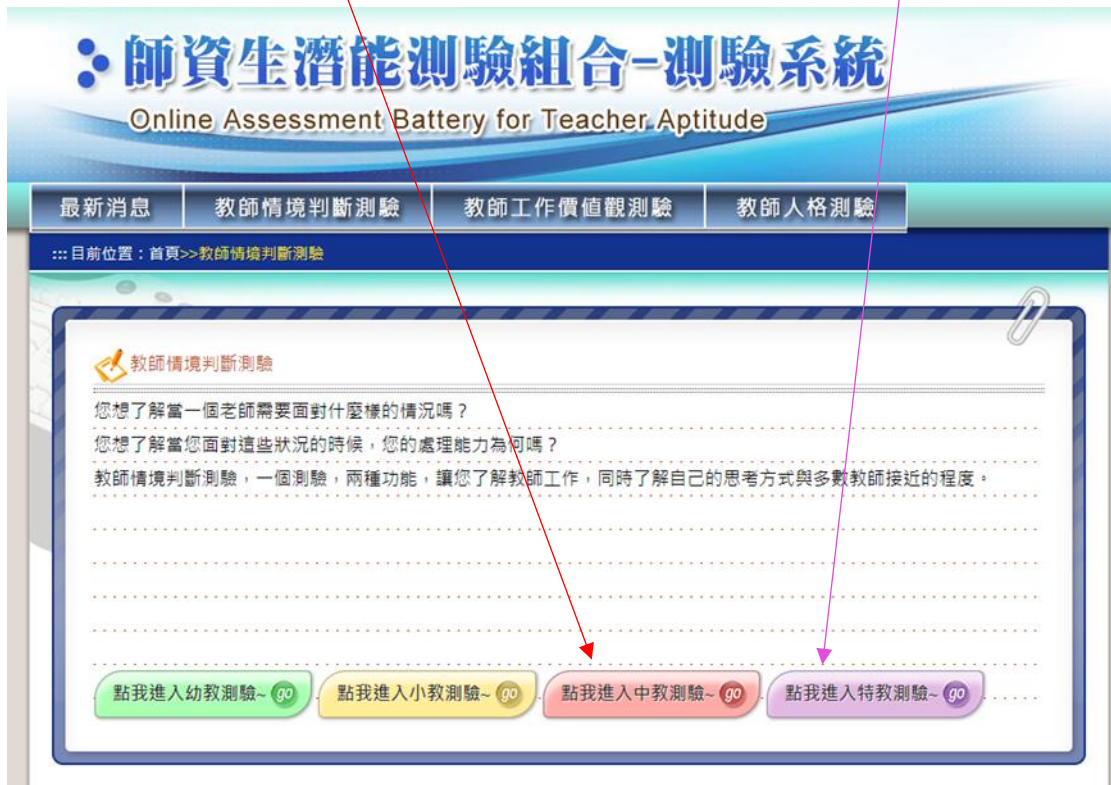 師資生潛能測驗組合-測驗系統
Online Assessment Battery for Teacher Aptitude
最新消息 教師情境判斷測驗 教師工作價值觀測驗 教師人格測驗
:::目前位置：首頁>>教師情境判斷測驗
教師情境判斷測驗
您想了解當一個老師需要面對什麼樣的情況嗎？
您想了解當您面對這些狀況的時候，您的處理能力為何嗎？
教師情境判斷測驗，一個測驗，兩種功能，讓您了解教師工作，同時了解自己的思考方式與多數教師接近的程度。
點我進入幼教測驗~ go 點我進入小教測驗~ go 點我進入中教測驗~ go 點我進入特教測驗~ go